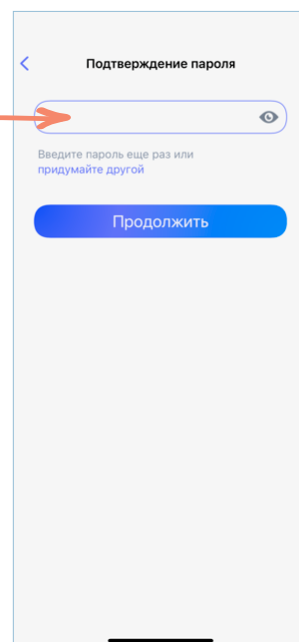 Подтверждение пароля
Введите пароль еще раз или
придумайте другой
Продолжить